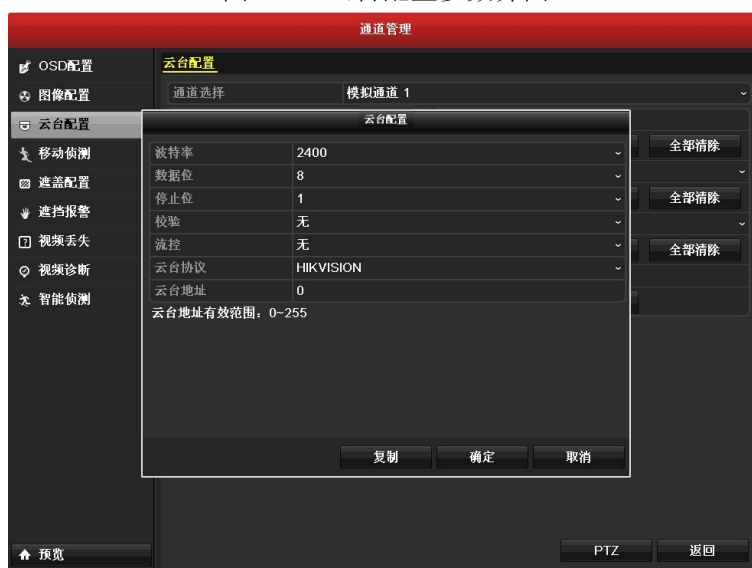 通道管理
OSD配置
图像配置
云台配置
移动侦测
遮盖配置
遮挡报警
视频丢失
视频诊断
智能侦测
预览
云台配置
通道选择 模拟通道 1
全部清除
全部清除
全部清除
云台配置
波特率 2400
数据位 8
停止位 1
校验 无
流控 无
云台协议 HIKVISION
云台地址 0
云台地址有效范围：0~255
复制 确定 取消
PTZ 返回